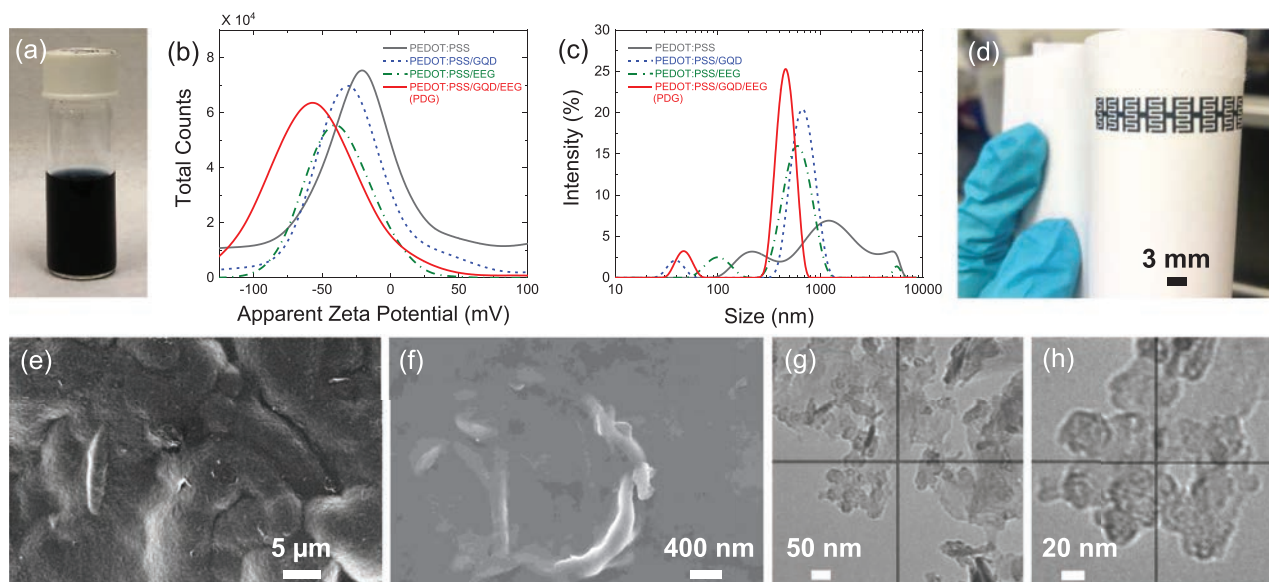 (a)
(b)
X 10⁴
8
6
4
2
0
Total Counts
-100
-50
0
50
100
Apparent Zeta Potential (mV)
PEDOT:PSS
PEDOT:PSS/GQD
PEDOT:PSS/EEG
PEDOT:PSS/GQD/EEG
(PDG)
(c)
30
25
20
15
10
5
0
Intensity (%)
10
100
1000
10000
Size (nm)
PEDOT:PSS
PEDOT:PSS/GQD
PEDOT:PSS/EEG
PEDOT:PSS/GQD/EEG
(PDG)
(d)
3 mm
(e)
5 µm
(f)
400 nm
(g)
50 nm
(h)
20 nm